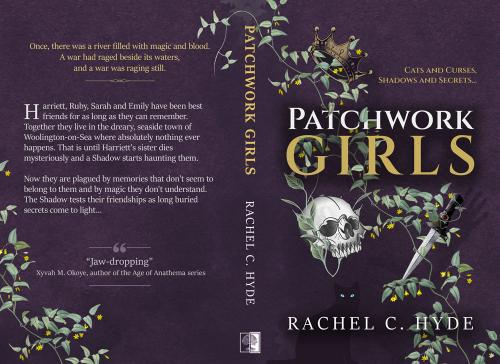 Once, there was a river filled with magic and blood.
A war had raged beside its waters,
and a war was raging still.
Harriett, Ruby, Sarah and Emily have been best
friends for as long as they can remember.
Together they live in the dreary, seaside town of
Woolington-on-Sea where absolutely nothing ever
happens. That is until Harriett's sister dies
mysteriously and a Shadow starts haunting them.
Now they are plagued by memories that don't seem to
belong to them and by magic they don't understand.
The Shadow tests their friendships as long buried
secrets come to light...
“
“Jaw-dropping”
Xyvah M. Okoye, author of the Age of Anathema series
PATCHWORK GIRLS
RACHEL C. HYDE
Cats and Curses,
Shadows and Secrets...
PATCHWORK
GIRLS
RACHEL C. HYDE